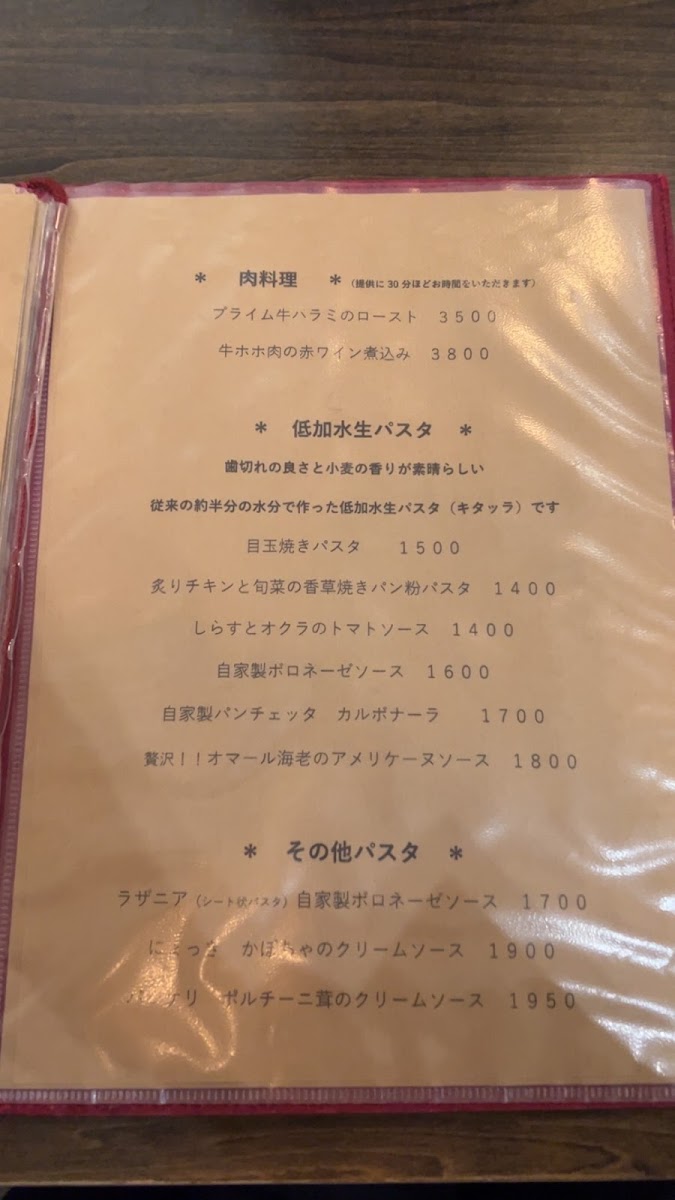 ＊　肉料理　＊（提供に30分ほどお時間をいただきます）
プライム牛ハラミのロースト　３５００
牛ホホ肉の赤ワイン煮込み　３８００
＊　低加水生パスタ　＊
歯切れの良さと小麦の香りが素晴らしい
従来の約半分の水分で作った低加水生パスタ（キタッラ）です
目玉焼きパスタ　　１５００
炙りチキンと旬菜の香草焼きパン粉パスタ　１４００
しらすとオクラのトマトソース　１４００
自家製ボロネーゼソース　１６００
自家製パンチェッタ　カルボナーラ　　１７００
贅沢！！オマール海老のアメリケーヌソース　１８００
＊　その他パスタ　＊
ラザニア（シート状パスタ）自家製ボロネーゼソース　１７００
にょっき　かぼちゃのクリームソース　１９００
ポルチーニ茸のクリームソース　１９５０